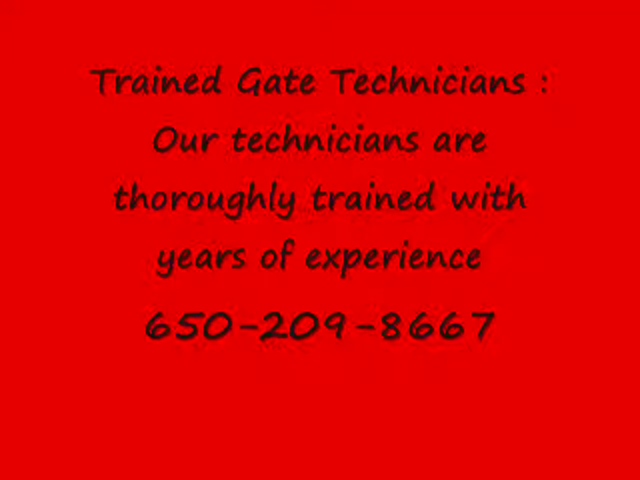 Trained Gate Technicians :
Our technicians are
thoroughly trained with
years of experience
650-209-8667